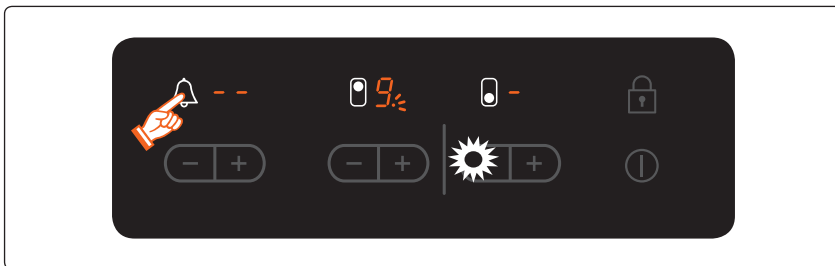 - - 9. -
- + - + +